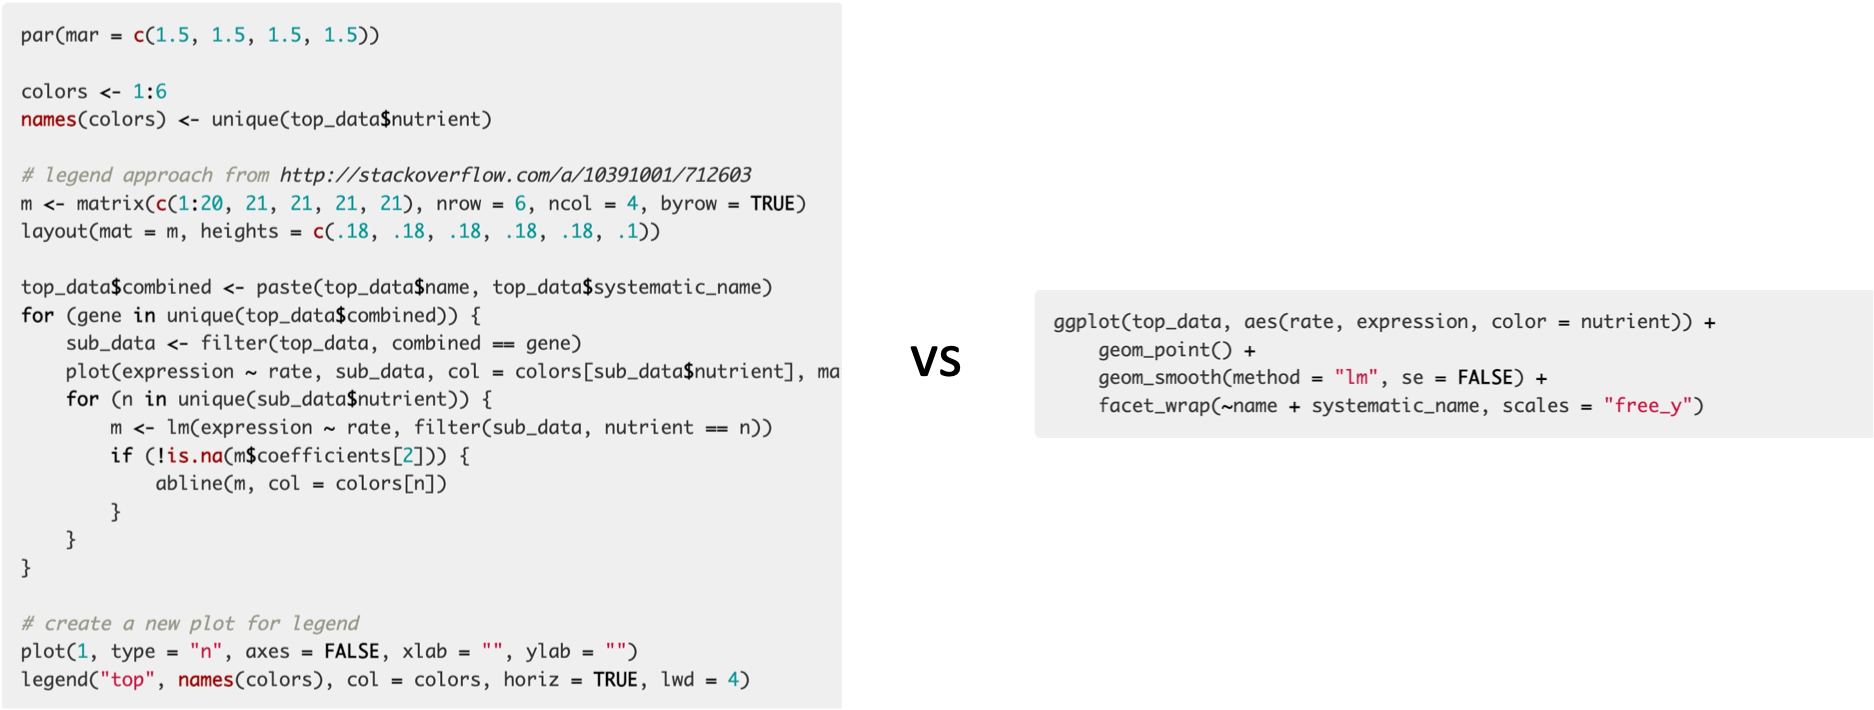 par(mar = c(1.5, 1.5, 1.5, 1.5))
colors <- 1:6
names(colors) <- unique(top_data$nutrient)
# legend approach from http://stackoverflow.com/a/10391001/712603
m <- matrix(c(1:20, 21, 21, 21, 21), nrow = 6, ncol = 4, byrow = TRUE)
layout(mat = m, heights = c(.18, .18, .18, .18, .18, .1))
top_data$combined <- paste(top_data$name, top_data$systematic_name)
for (gene in unique(top_data$combined)) {
    sub_data <- filter(top_data, combined == gene)
    plot(expression ~ rate, sub_data, col = colors[sub_data$nutrient], ma
    for (n in unique(sub_data$nutrient)) {
        m <- lm(expression ~ rate, filter(sub_data, nutrient == n))
        if (!is.na(m$coefficients[2])) {
            abline(m, col = colors[n])
        }
    }
}
# create a new plot for legend
plot(1, type = "n", axes = FALSE, xlab = "", ylab = "")
legend("top", names(colors), col = colors, horiz = TRUE, lwd = 4)
VS
ggplot(top_data, aes(rate, expression, color = nutrient)) +
    geom_point() +
    geom_smooth(method = "lm", se = FALSE) +
    facet_wrap(~name + systematic_name, scales = "free_y")